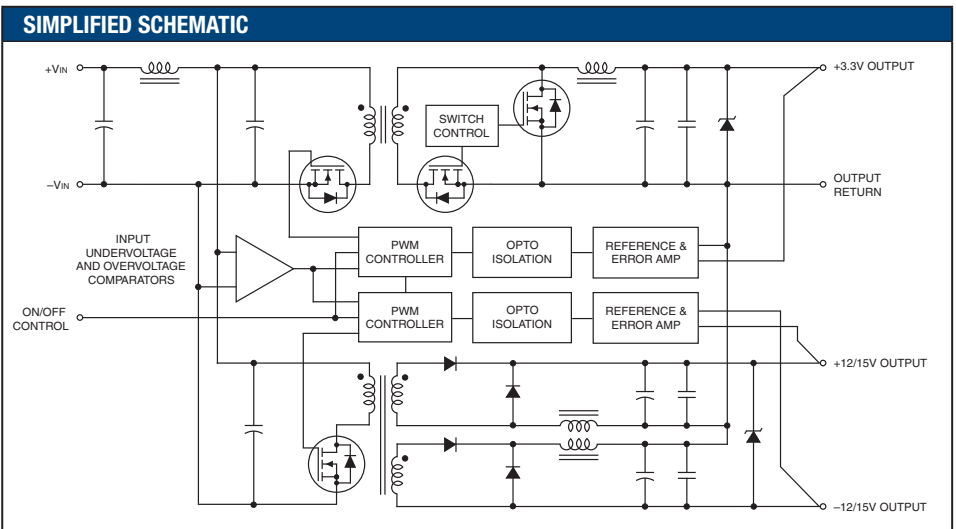 SIMPLIFIED SCHEMATIC
+VIN
+3.3V OUTPUT
SWITCH
CONTROL
–VIN
OUTPUT
RETURN
INPUT
UNDERVOLTAGE
AND OVERVOLTAGE
COMPARATORS
PWM
CONTROLLER
OPTO
ISOLATION
REFERENCE &
ERROR AMP
ON/OFF
CONTROL
PWM
CONTROLLER
OPTO
ISOLATION
REFERENCE &
ERROR AMP
+12/15V OUTPUT
–12/15V OUTPUT